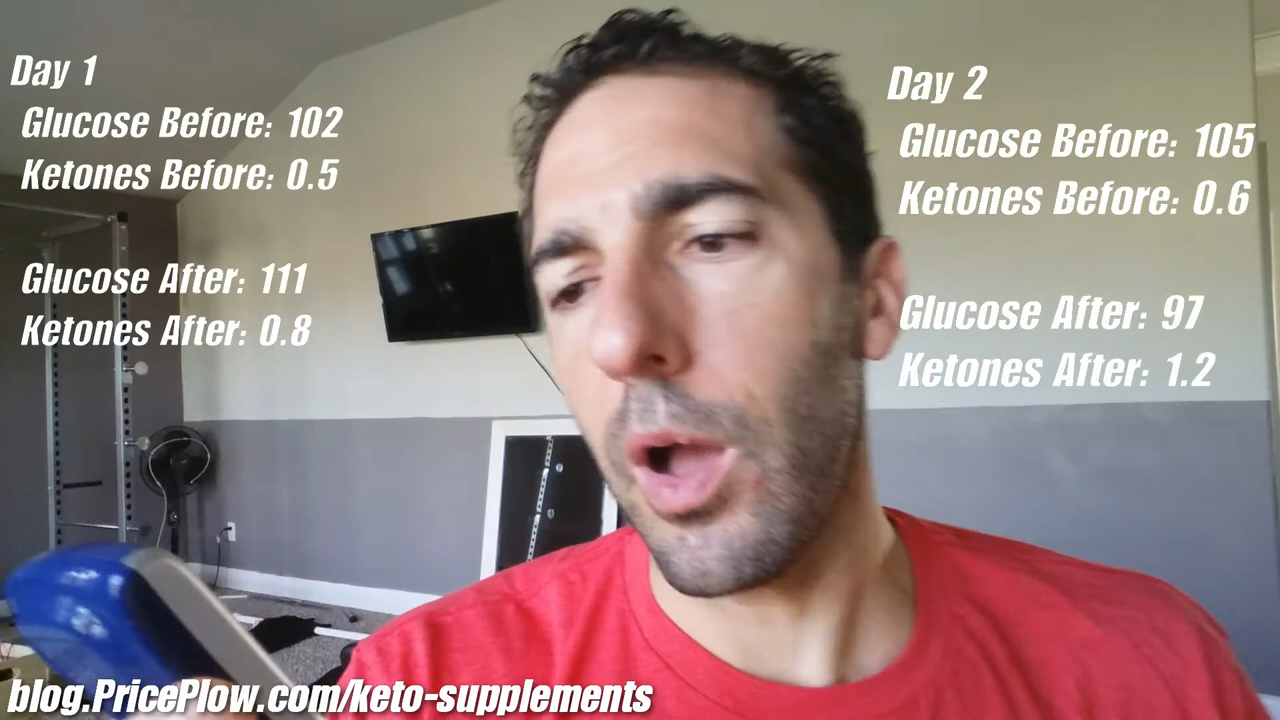 Day 1
Glucose Before: 102
Ketones Before: 0.5
Glucose After: 111
Ketones After: 0.8
Day 2
Glucose Before: 105
Ketones Before: 0.6
Glucose After: 97
Ketones After: 1.2
blog.PricePlow.com/keto-supplements